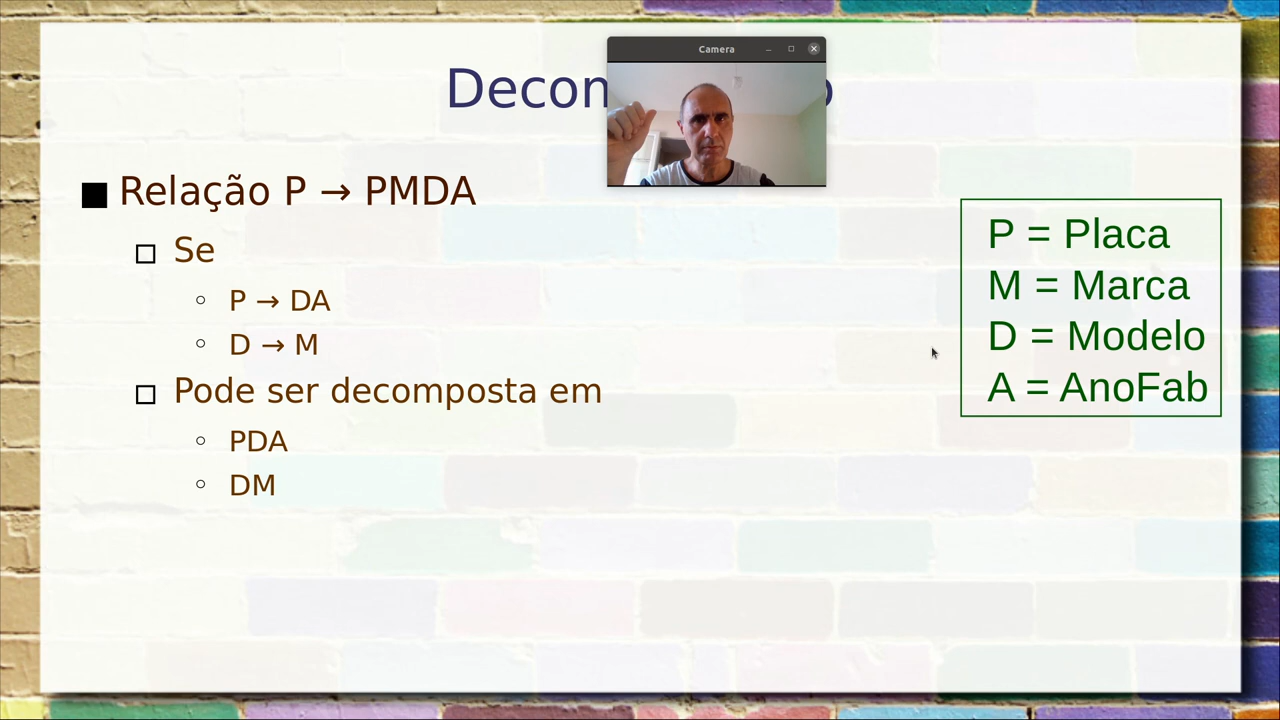 Camera
Relação P → PMDA
Se
P → DA
D → M
Pode ser decomposta em
PDA
DM
P = Placa
M = Marca
D = Modelo
A = AnoFab